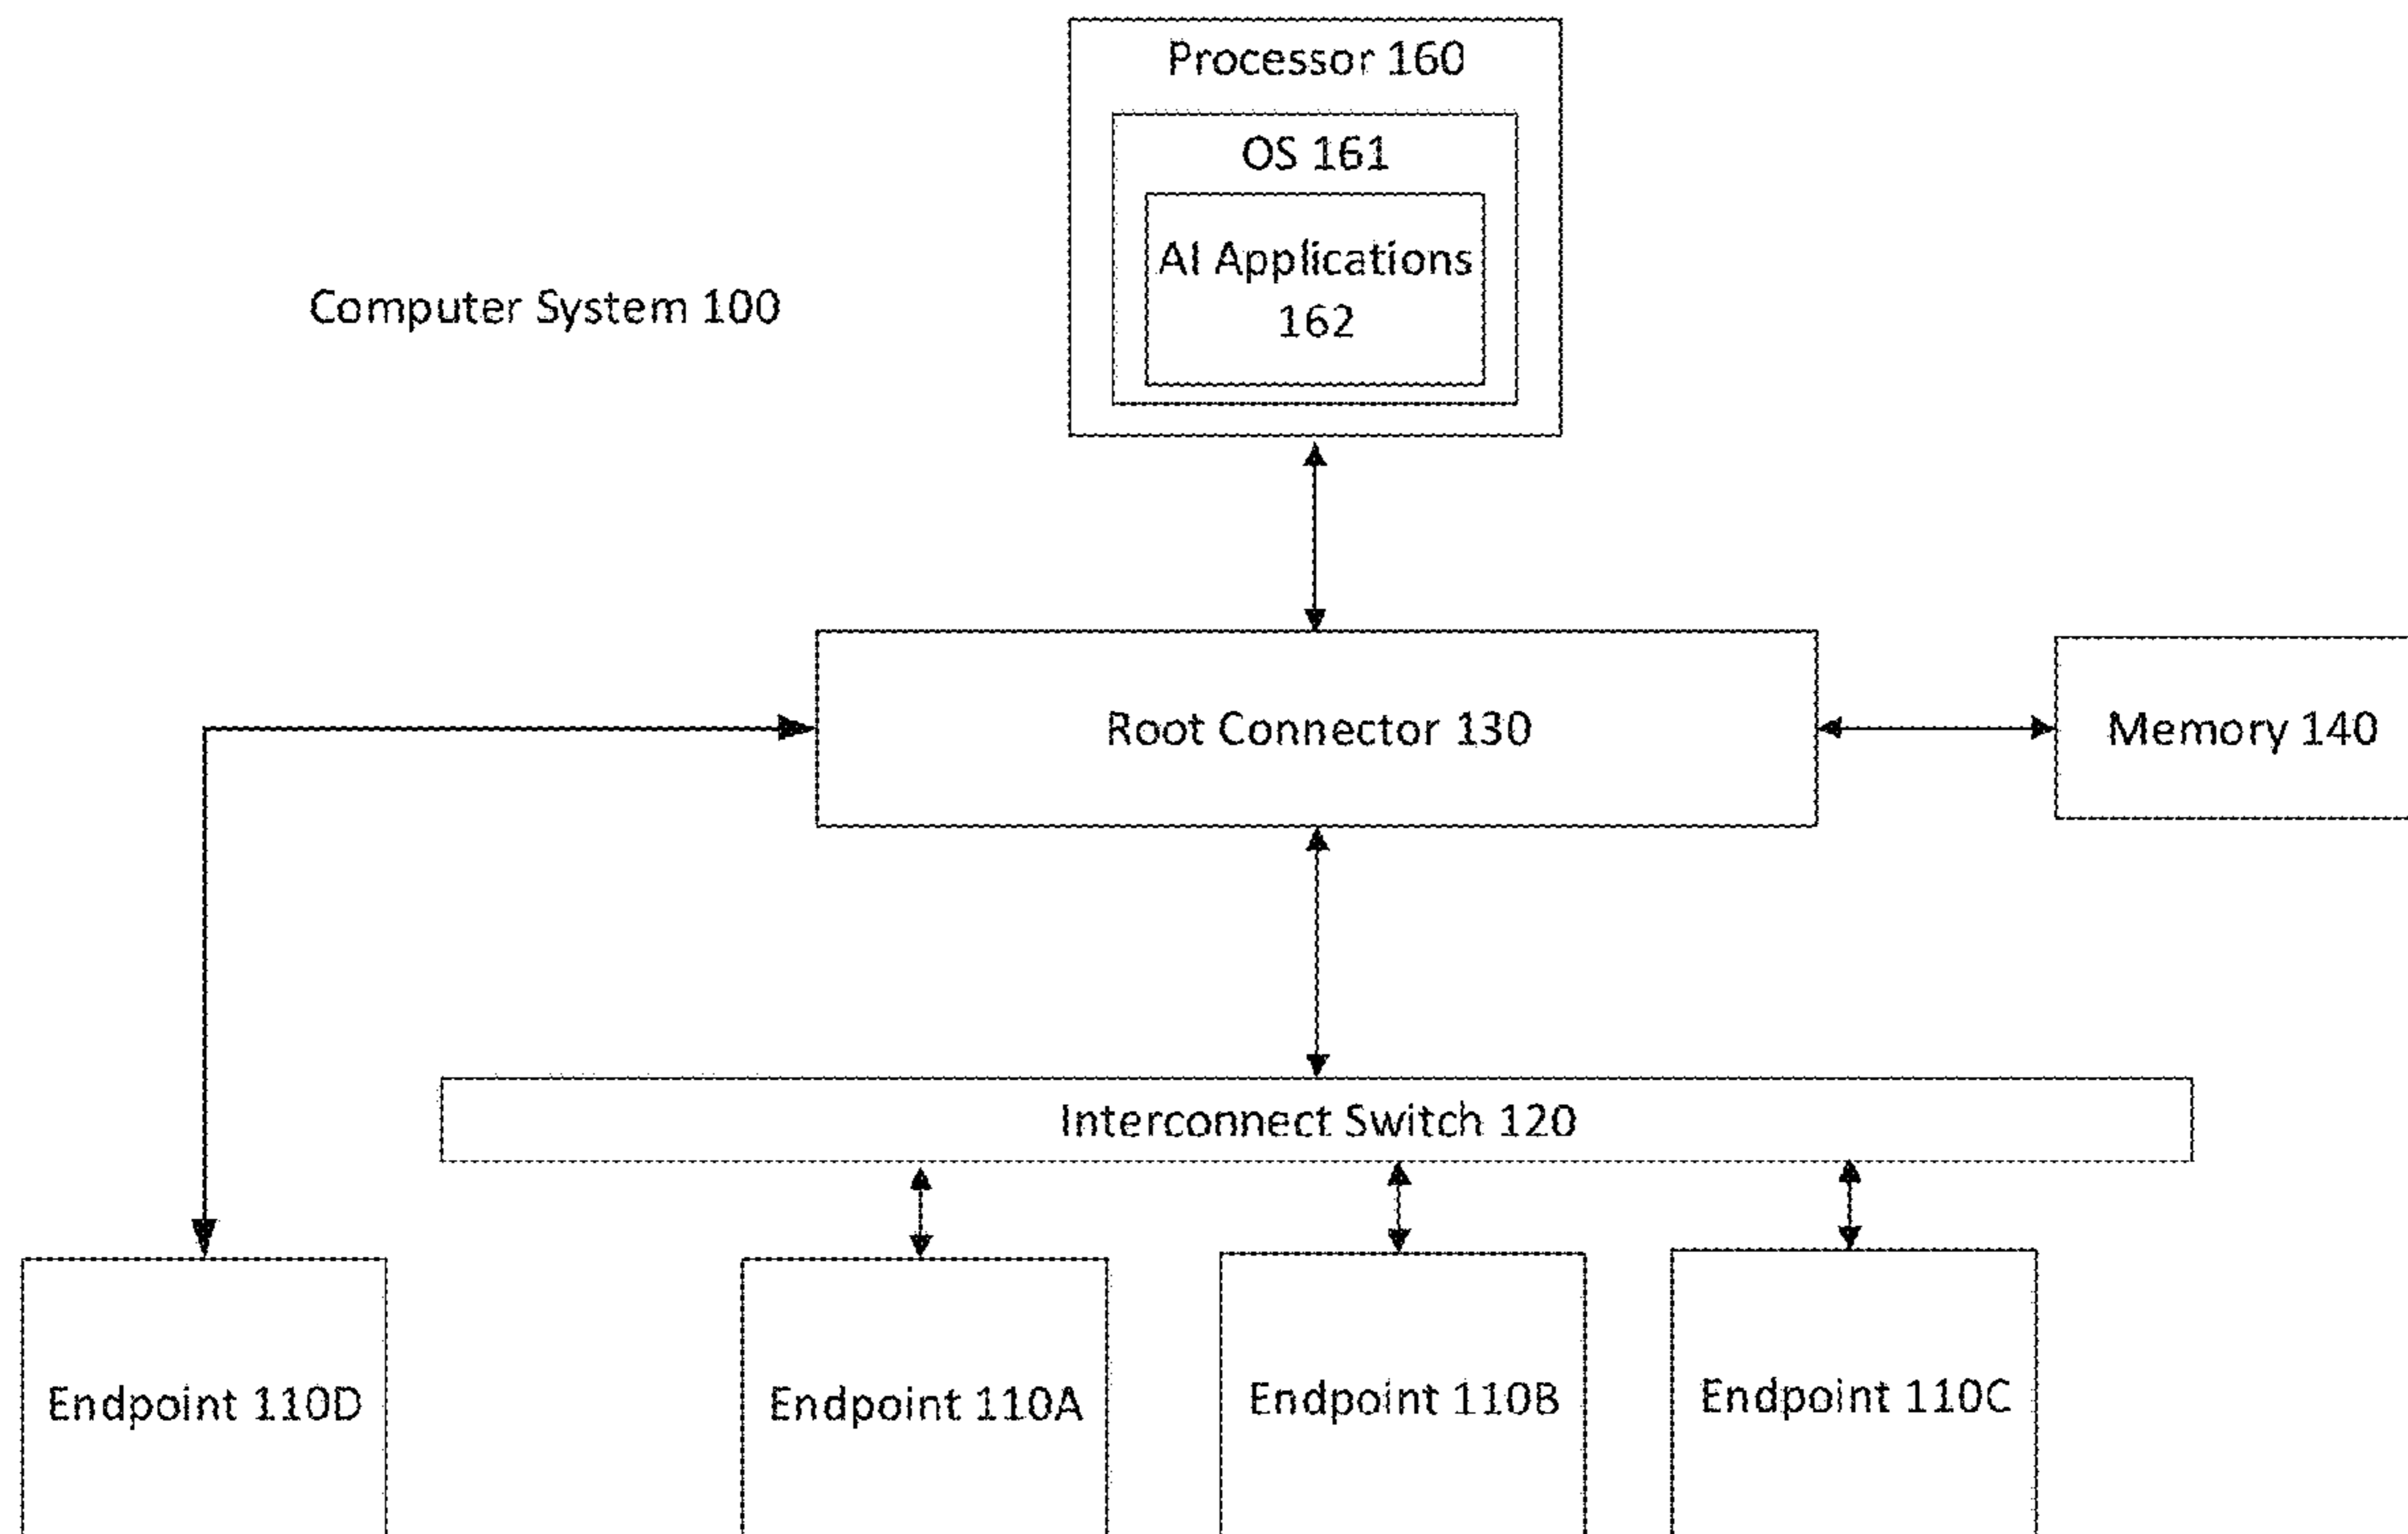 Processor 160
OS 161
AI Applications
162
Computer System 100
Root Connector 130
Memory 140
Interconnect Switch 120
Endpoint 110D
Endpoint 110A
Endpoint 110B
Endpoint 110C